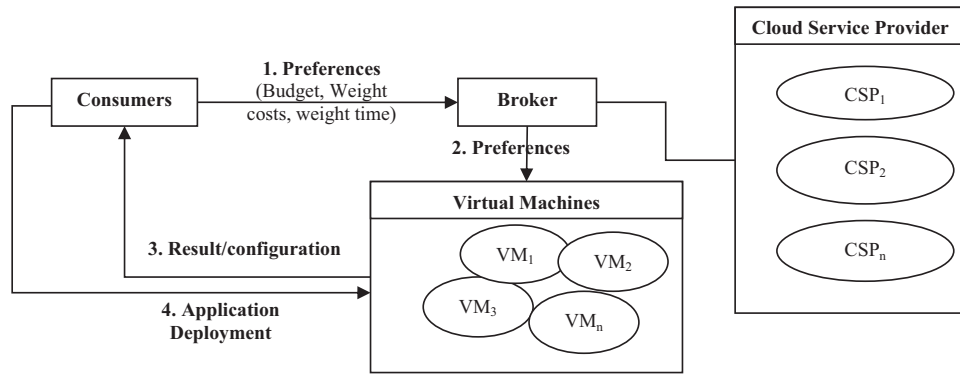 Cloud Service Provider
1. Preferences
(Budget, Weight
costs, weight time)
Consumers
Broker
CSP1
2. Preferences
CSP2
Virtual Machines
3. Result/configuration
VM1
VM2
CSPn
4. Application
Deployment
VM3
VMn